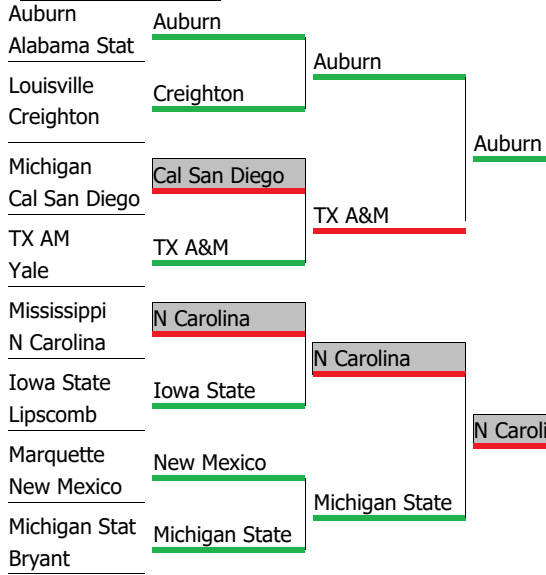 Auburn
Alabama Stat
Louisville
Creighton
Michigan
Cal San Diego
TX AM
Yale
Mississippi
N Carolina
Iowa State
Lipscomb
Marquette
New Mexico
Michigan Stat
Bryant
Auburn
Creighton
Cal San Diego
TX A&M
N Carolina
Iowa State
New Mexico
Michigan State
Auburn
TX A&M
N Carolina
Michigan State
Auburn
N Caroli